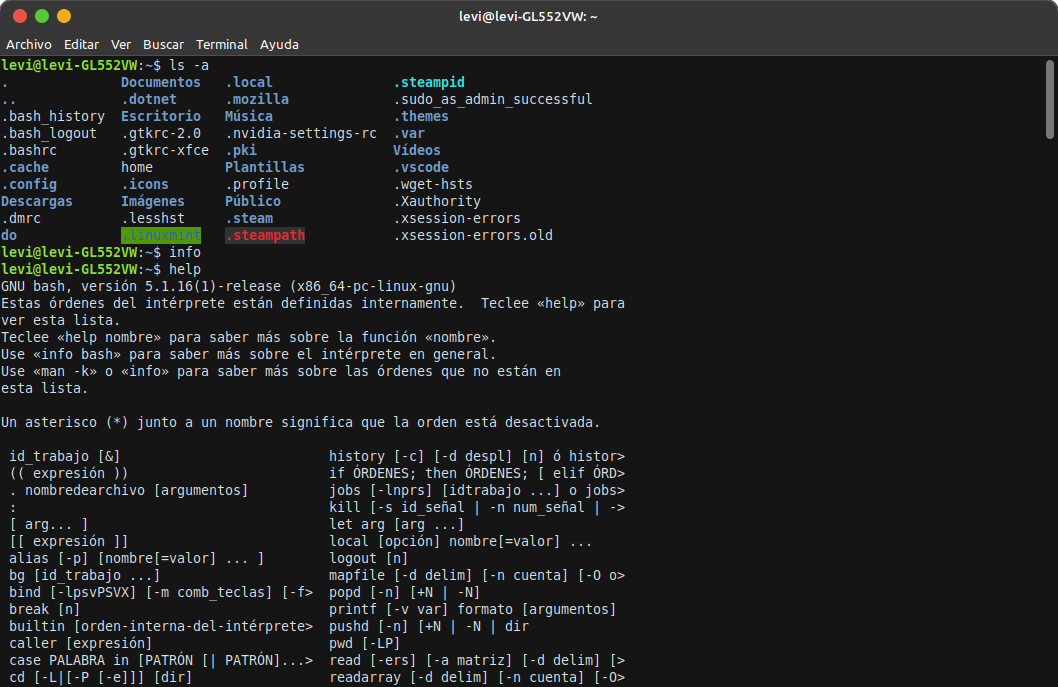 levi@levi-GL552VW: ~
Archivo Editar Ver Buscar Terminal Ayuda
levi@levi-GL552VW:~$ ls -a
.              Documentos   .local               .steampid
..             .dotnet      .mozilla             .sudo_as_admin_successful
.bash_history  Escritorio   Música               .themes
.bash_logout   .gtkrc-2.0   .nvidia-settings-rc  .var
.bashrc        .gtkrc-xfce  .pki                 Vídeos
.cache         home         Plantillas           .vscode
.config        .icons       .profile             .wget-hsts
Descargas      Imágenes     Público              .Xauthority
.dmrc          .lesshst     .steam               .xsession-errors
do             .linuxmint   .steampath           .xsession-errors.old
levi@levi-GL552VW:~$ info
levi@levi-GL552VW:~$ help
GNU bash, versión 5.1.16(1)-release (x86_64-pc-linux-gnu)
Estas órdenes del intérprete están definidas internamente.  Teclee «help» para
ver esta lista.
Teclee «help nombre» para saber más sobre la función «nombre».
Use «info bash» para saber más sobre el intérprete en general.
Use «man -k» o «info» para saber más sobre las órdenes que no están en
esta lista.
Un asterisco (*) junto a un nombre significa que la orden está desactivada.
 id_trabajo [&]                          history [-c] [-d despl] [n] ó histor>
 (( expresión ))                         if ÓRDENES; then ÓRDENES; [ elif ÓRD>
 . nombredearchivo [argumentos]          jobs [-lnprs] [idtrabajo ...] o jobs>
 :                                       kill [-s id_señal | -n num_señal | ->
 [ arg... ]                              let arg [arg ...]
 [[ expresión ]]                         local [opción] nombre[=valor] ...
 alias [-p] [nombre[=valor] ... ]        logout [n]
 bg [id_trabajo ...]                     mapfile [-d delim] [-n cuenta] [-O o>
 bind [-lpsvPSVX] [-m comb_teclas] [-f>  popd [-n] [+N | -N]
 break [n]                               printf [-v var] formato [argumentos]
 builtin [orden-interna-del-intérprete>  pushd [-n] [+N | -N | dir
 caller [expresión]                      pwd [-LP]
 case PALABRA in [PATRÓN [| PATRÓN]...>  read [-ers] [-a matriz] [-d delim] [>
 cd [-L|[-P [-e]]] [dir]                 readarray [-d delim] [-n cuenta] [-O>